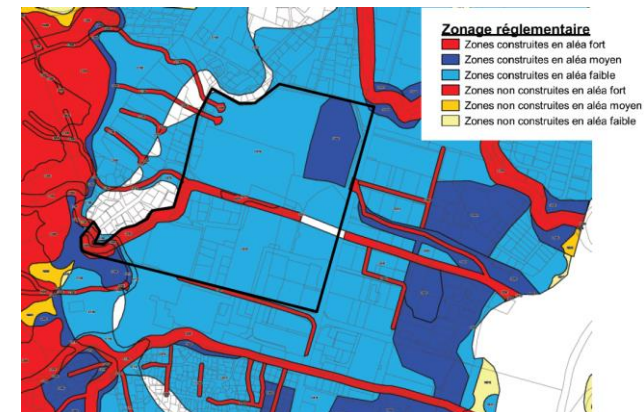 Zonage réglementaire
Zones construites en aléa fort
Zones construites en aléa moyen
Zones construites en aléa faible
Zones non construites en aléa fort
Zones non construites en aléa moyen
Zones non construites en aléa faible